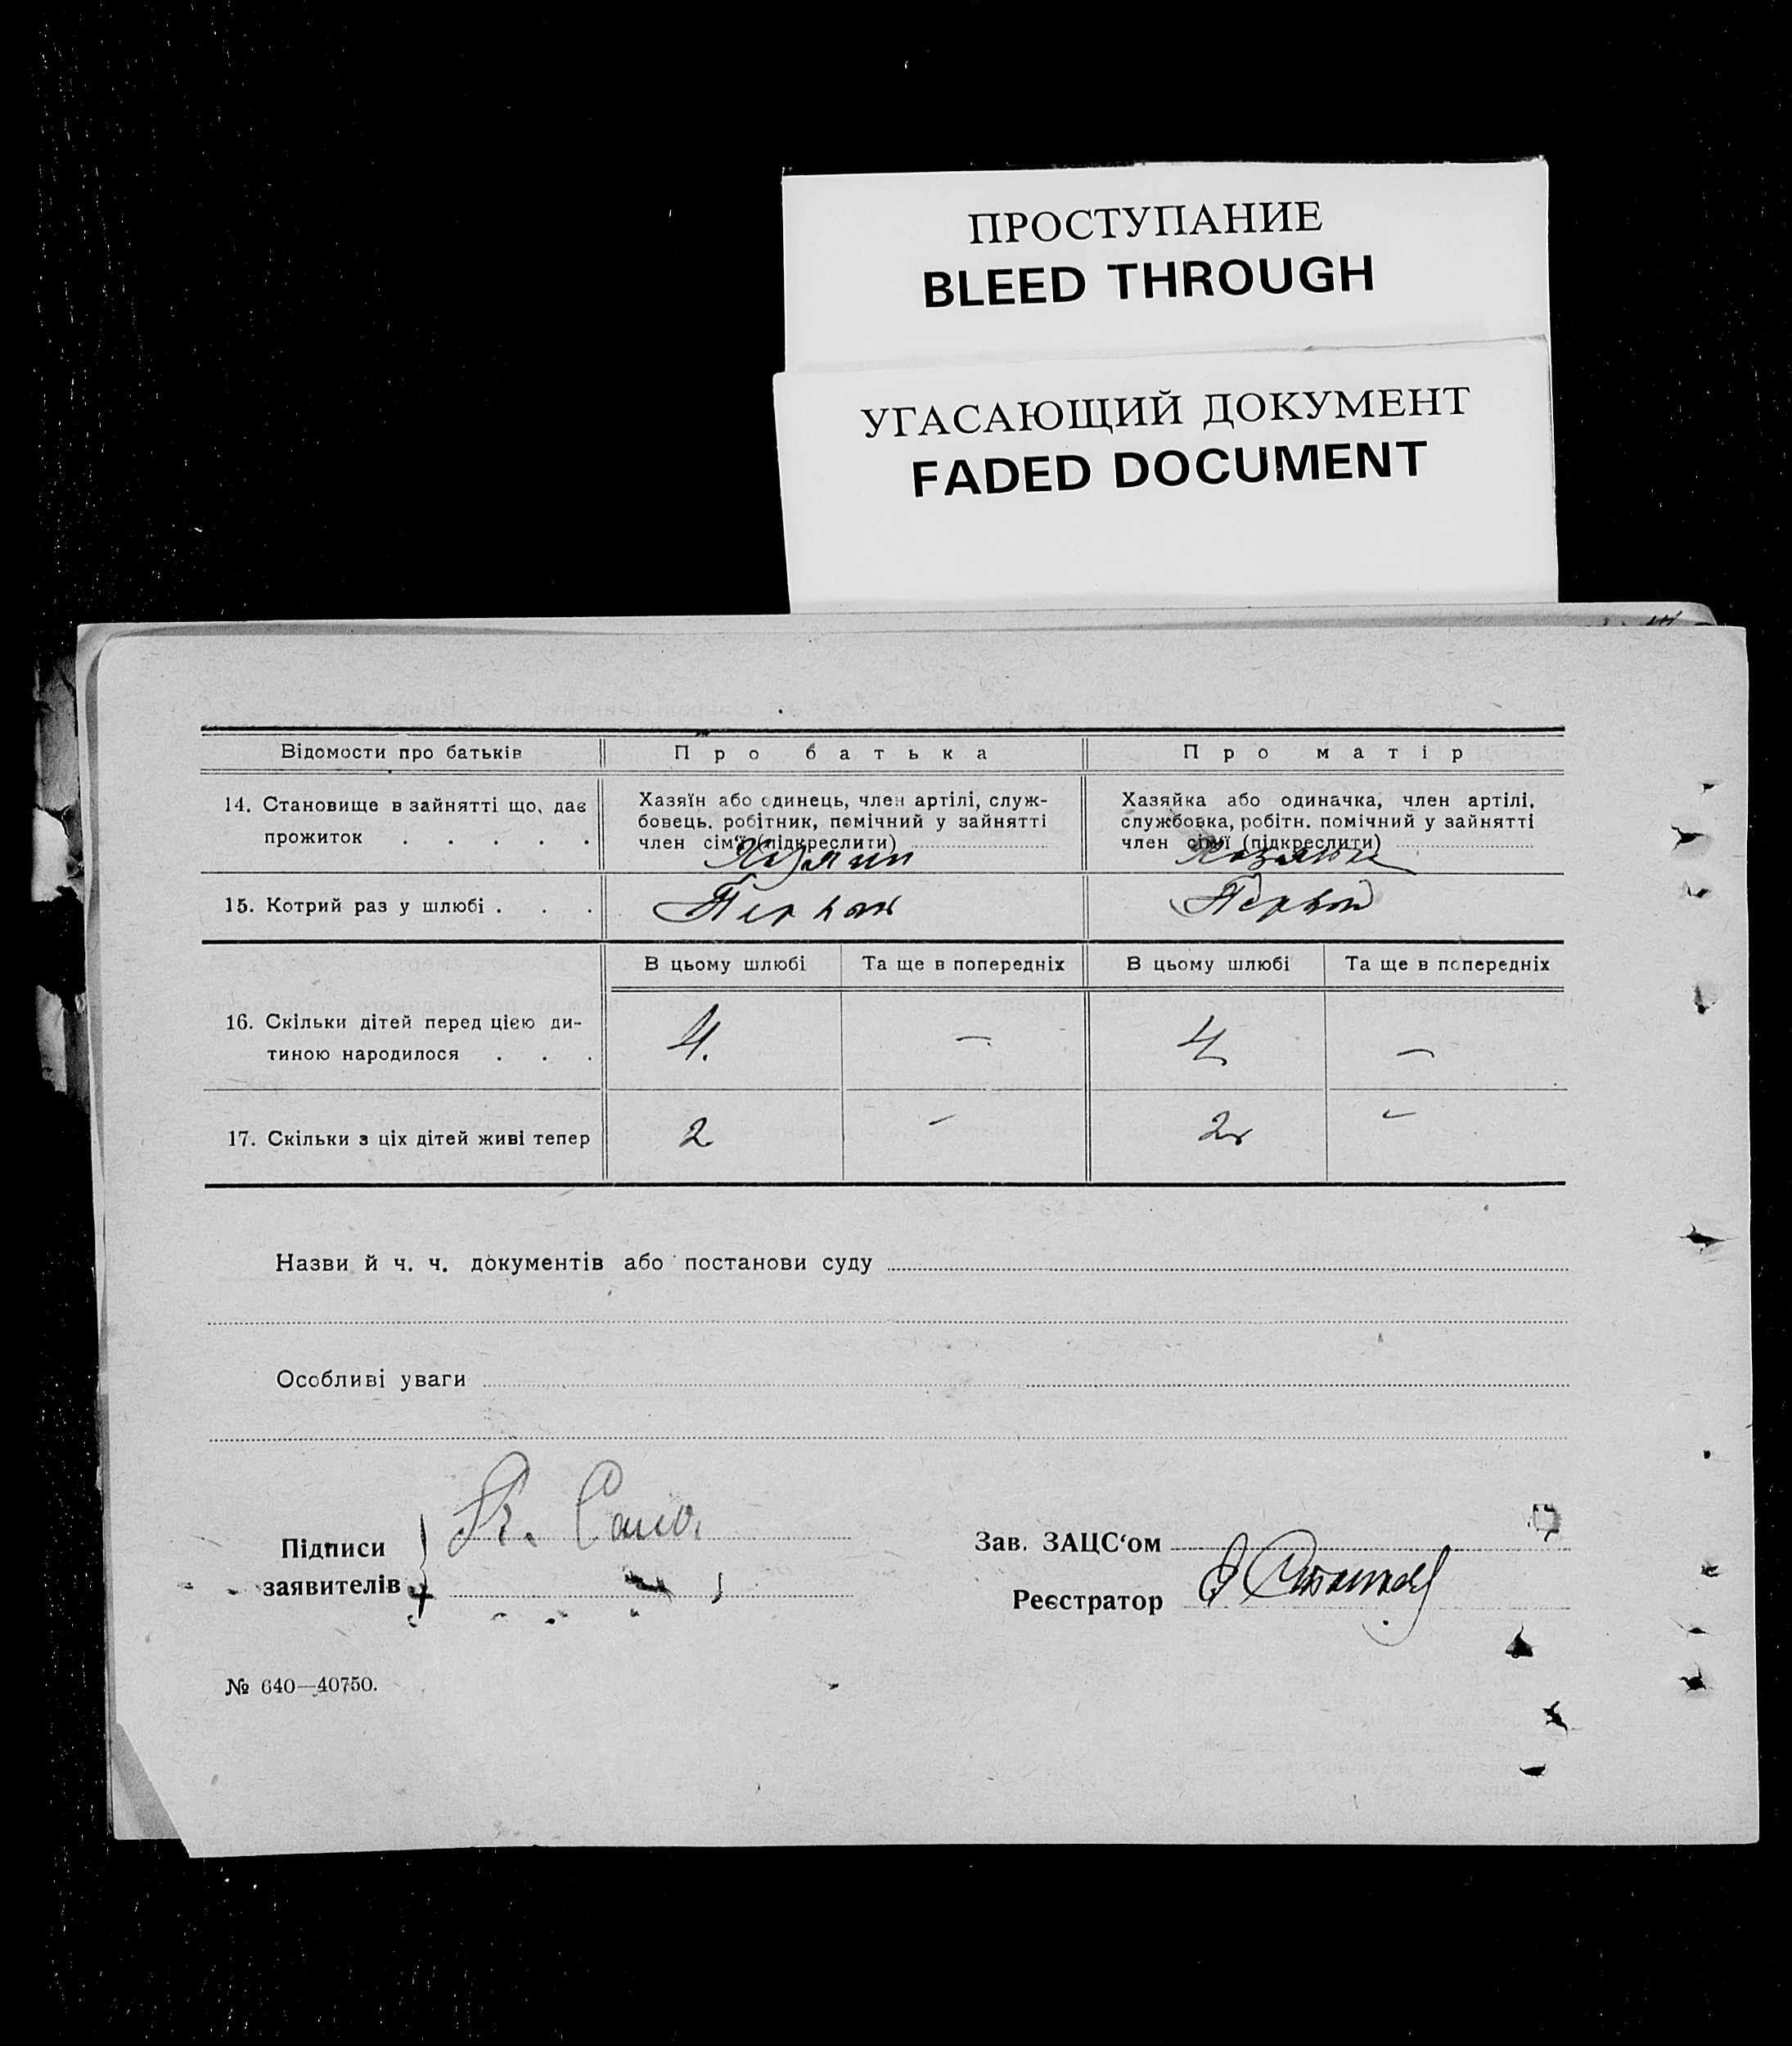 ПРОСТУПАНИЕ
BLEED THROUGH
УГАСАЮЩИЙ ДОКУМЕНТ
FADED DOCUMENT
Відомости про батьків Про батька Про матір
14. Становище в зайнятті що, дає
прожиток . . . . .
Хазяїн або одинець, член артілі, служ-
бовець, робітник, помічний у зайнятті
член сім'ї (підкреслити)
Хазяин
Хазяйка або одиначка, член артілі,
службовка, робітн. помічний у зайнятті
член сім'ї (підкреслити)
15. Котрий раз у шлюбі . . .
Первый
Первый
В цьому шлюбі Та ще в попередніх В цьому шлюбі Та ще в попередніх
16. Скільки дітей перед цією ди-
тиною народилося . . .
4. — 4 —
17. Скільки з ціх дітей живі тепер 2 - 2 -
Назви й ч. ч. документів або постанови суду
Особливі уваги
Підписи
заявителів
Зав. ЗАЦС‘ом
Реєстратор
№ 640—40750.